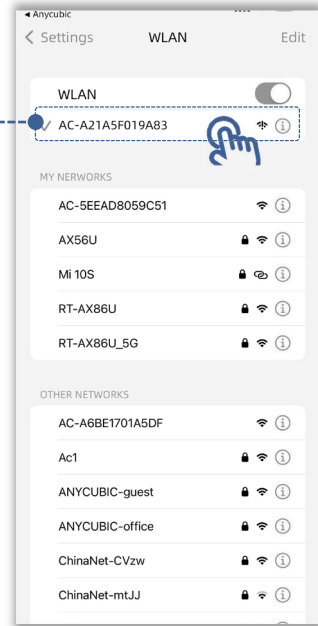 Anycubic
Settings WLAN Edit
WLAN
AC-A21A5F019A83
MY NERWORKS
AC-5EEAD8059C51
AX56U
Mi 10S
RT-AX86U
RT-AX86U_5G
OTHER NETWORKS
AC-A6BE1701A5DF
Ac1
ANYCUBIC-guest
ANYCUBIC-office
ChinaNet-CVzw
ChinaNet-mtJJ